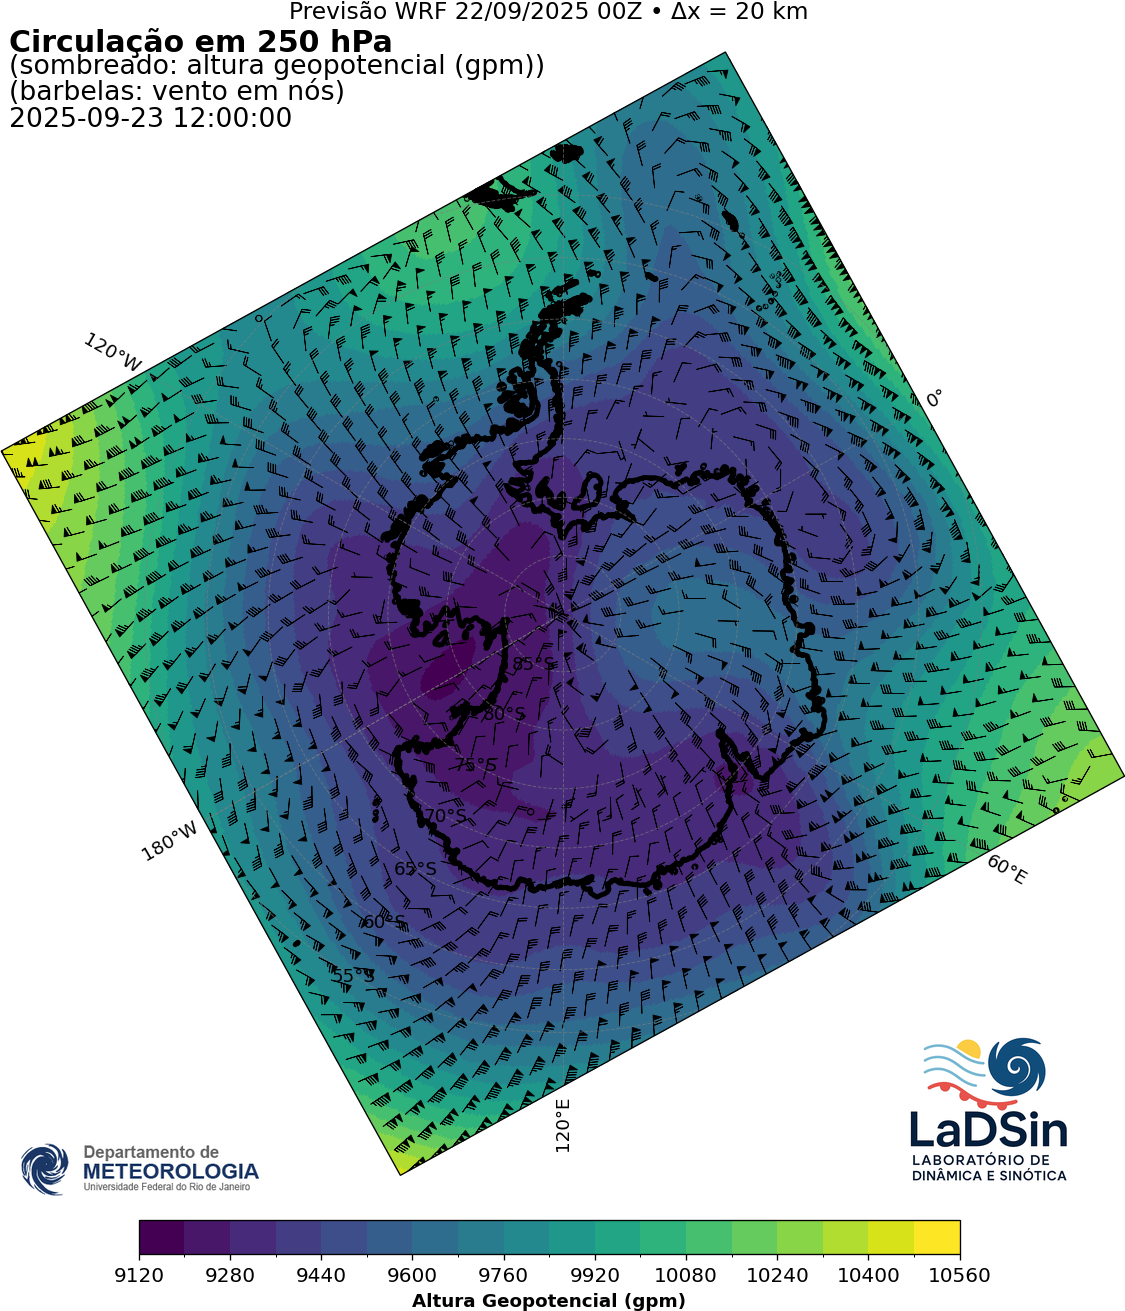 Previsão WRF 22/09/2025 00Z • Δx = 20 km
Circulação em 250 hPa
(sombreado: altura geopotencial (gpm))
(barbelas: vento em nós)
2025-09-23 12:00:00
120°W
0°
85°S
80°S
75°S
70°S
180°W
65°S
60°E
60°S
55°S
120°E
LaDSin
LABORATÓRIO DE
DINÂMICA E SINÓTICA
Departamento de
METEOROLOGIA
Universidade Federal do Rio de Janeiro
9120 9280 9440 9600 9760 9920 10080 10240 10400 10560
Altura Geopotencial (gpm)